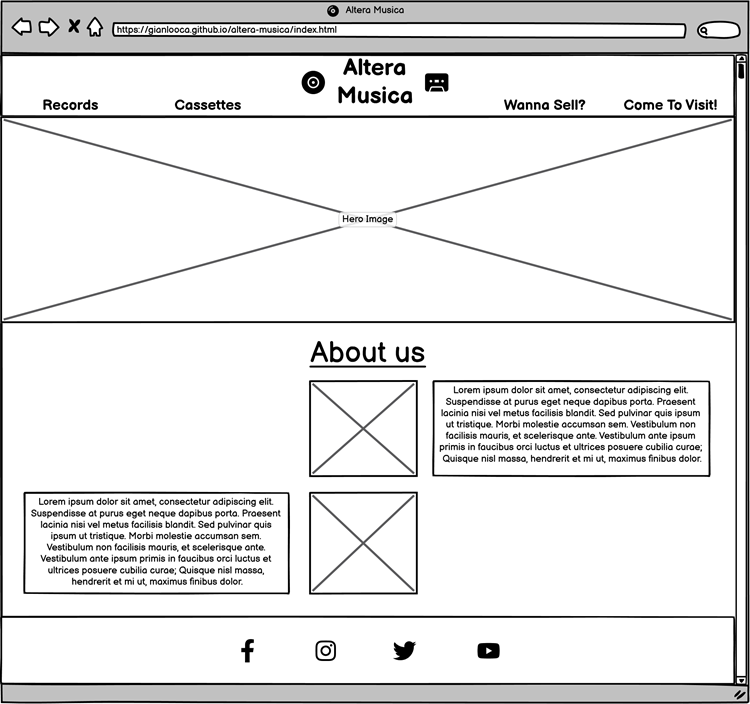 Altera Musica
https://gianlooca.github.io/altera-musica/index.html
Altera
Musica
Records
Cassettes
Wanna Sell?
Come To Visit!
Hero Image
About us
Lorem ipsum dolor sit amet, consectetur adipiscing elit.
Suspendisse at purus eget neque dapibus porta. Praesent
lacinia nisi vel metus facilisis blandit. Sed pulvinar quis ipsum
ut tristique. Morbi molestie accumsan sem. Vestibulum non
facilisis mauris, et scelerisque ante. Vestibulum ante ipsum
primis in faucibus orci luctus et ultrices posuere cubilia curae;
Quisque nisl massa, hendrerit et mi ut, maximus finibus dolor.
Lorem ipsum dolor sit amet, consectetur adipiscing elit.
Suspendisse at purus eget neque dapibus porta. Praesent
lacinia nisi vel metus facilisis blandit. Sed pulvinar quis
ipsum ut tristique. Morbi molestie accumsan sem.
Vestibulum non facilisis mauris, et scelerisque ante.
Vestibulum ante ipsum primis in faucibus orci luctus et
ultrices posuere cubilia curae; Quisque nisl massa,
hendrerit et mi ut, maximus finibus dolor.